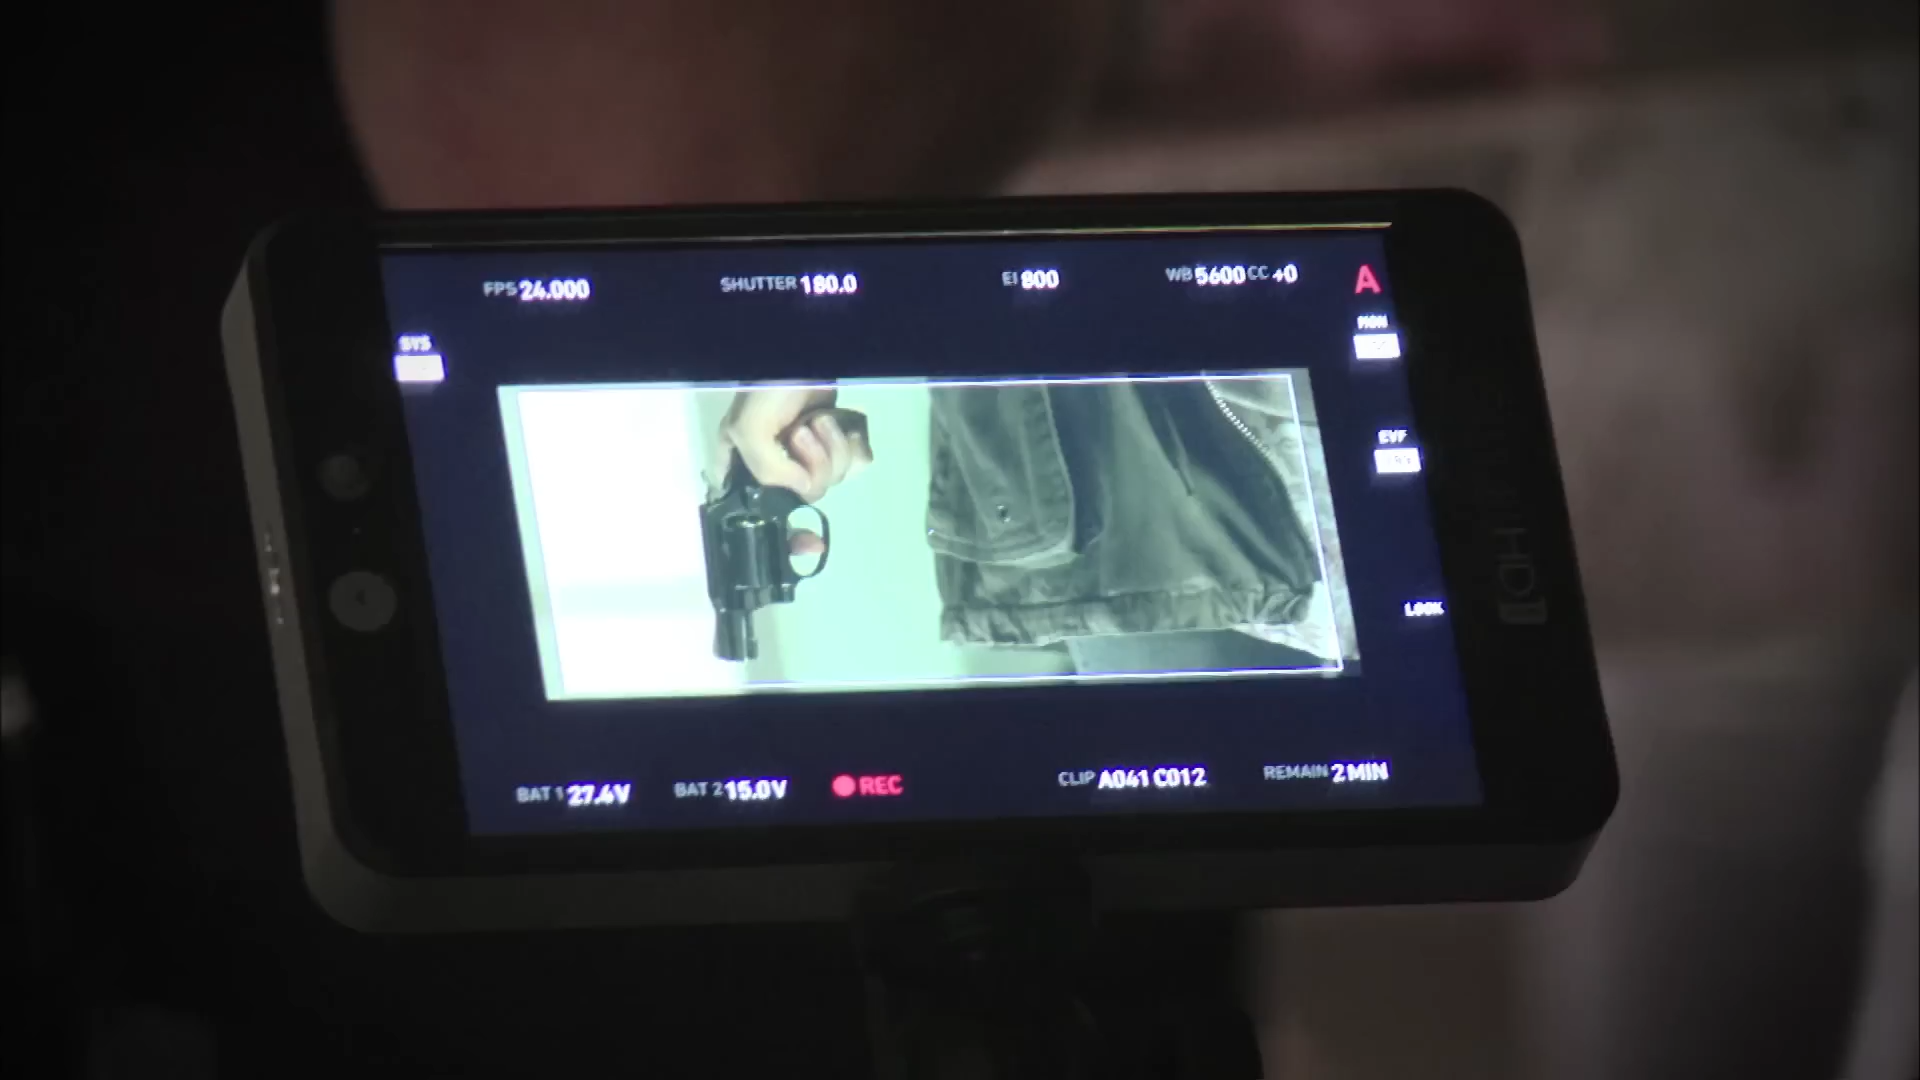 FPS 24.000 SHUTTER 180.0 EI 800 WB 5600 CC +0 A
SYS
MON
EVF
LOOK
HD
BAT 1 27.4V BAT 2 15.0V REC CLIP A041 C012 REMAIN 2 MIN